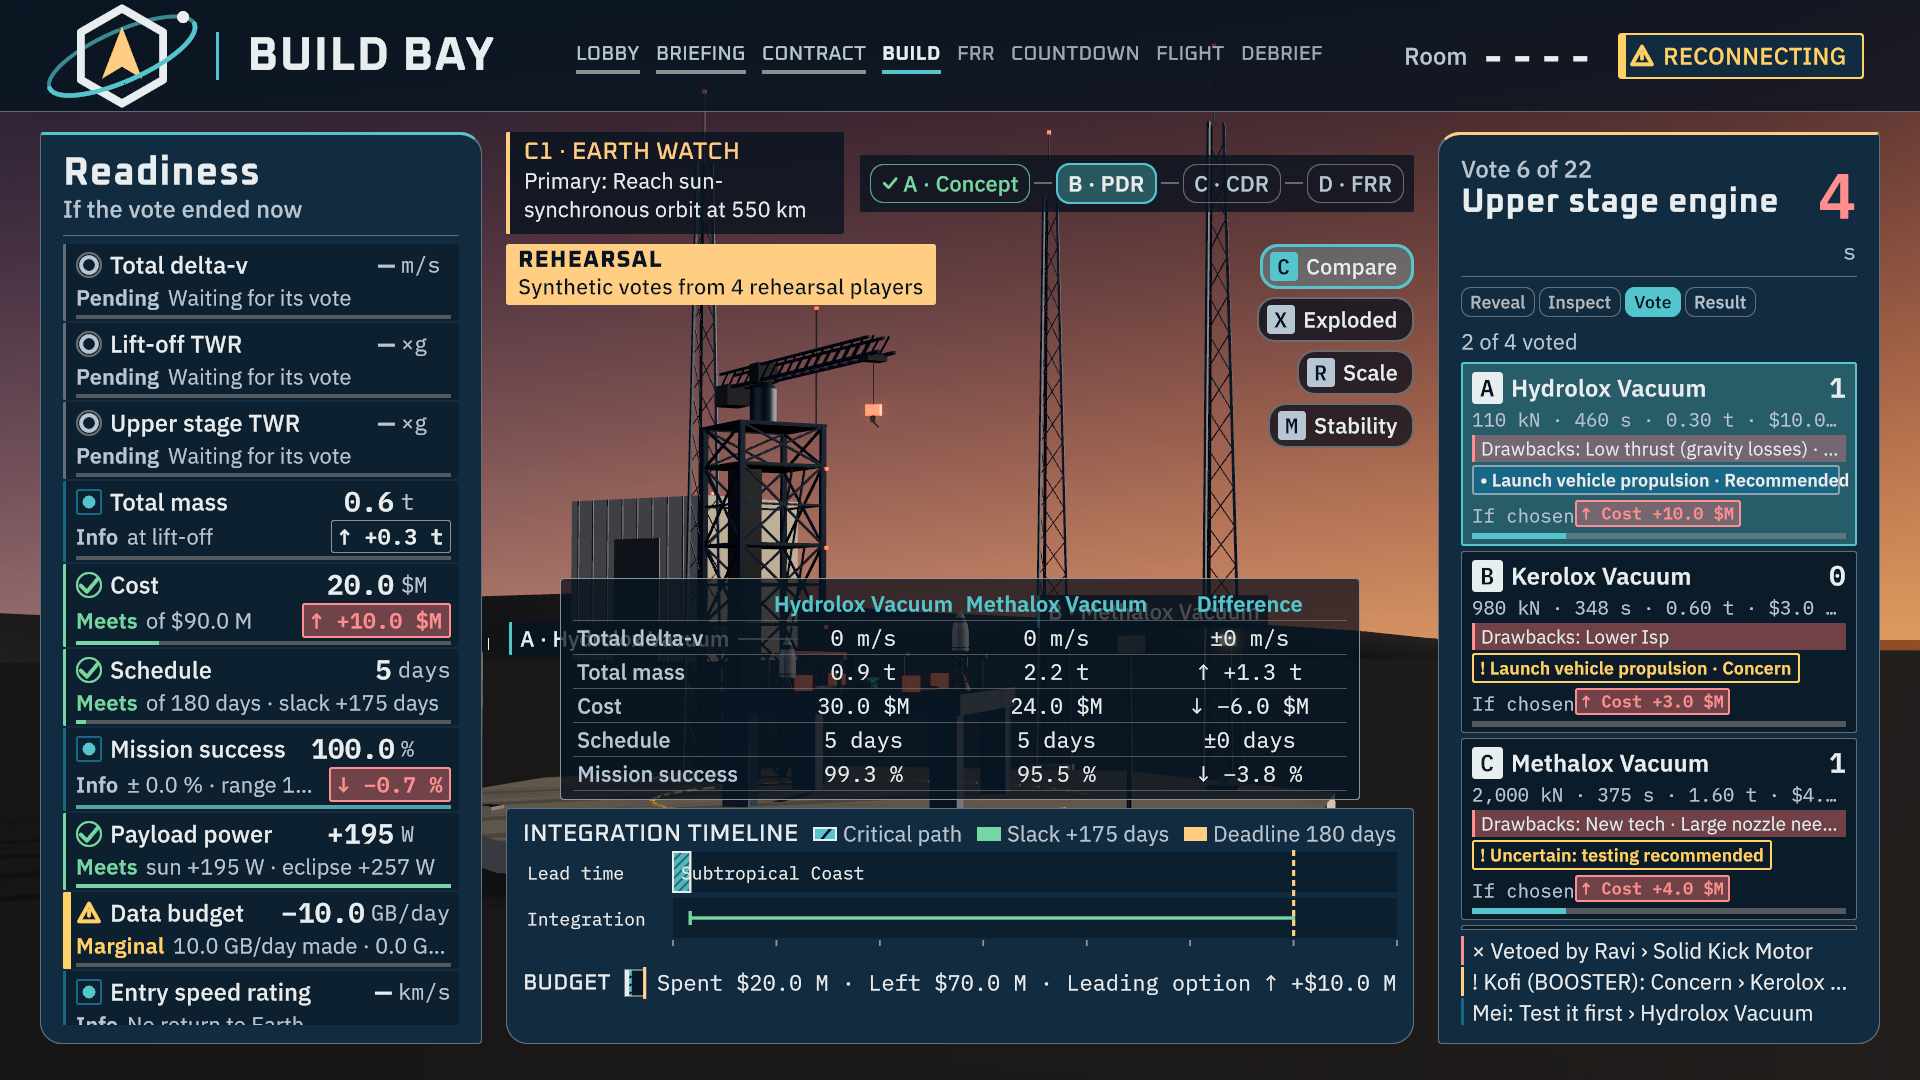 BUILD BAY
LOBBY BRIEFING CONTRACT BUILD FRR COUNTDOWN FLIGHT DEBRIEF
Room – – – –
RECONNECTING
Readiness
If the vote ended now
Total delta-v — m/s
Pending Waiting for its vote
Lift-off TWR — ×g
Pending Waiting for its vote
Upper stage TWR — ×g
Pending Waiting for its vote
Total mass 0.6 t
Info at lift-off ↑ +0.3 t
Cost 20.0 $M
Meets of $90.0 M ↑ +10.0 $M
Schedule 5 days
Meets of 180 days · slack +175 days
Mission success 100.0 %
Info ± 0.0 % · range 1… ↓ −0.7 %
Payload power +195 W
Meets sun +195 W · eclipse +257 W
Data budget −10.0 GB/day
Marginal 10.0 GB/day made · 0.0 G…
Entry speed rating — km/s
Info No return to Earth
C1 · EARTH WATCH
Primary: Reach sun-
synchronous orbit at 550 km
A · Concept B · PDR C · CDR D · FRR
REHEARSAL
Synthetic votes from 4 rehearsal players
C Compare
X Exploded
R Scale
M Stability
A · Hydrolox Vacuum
B · Methalox Vacuum
Hydrolox Vacuum Methalox Vacuum Difference
Total delta-v 0 m/s 0 m/s ±0 m/s
Total mass 0.9 t 2.2 t ↑ +1.3 t
Cost 30.0 $M 24.0 $M ↓ −6.0 $M
Schedule 5 days 5 days ±0 days
Mission success 99.3 % 95.5 % ↓ −3.8 %
INTEGRATION TIMELINE Critical path Slack +175 days Deadline 180 days
Lead time Subtropical Coast
Integration
BUDGET Spent $20.0 M · Left $70.0 M · Leading option ↑ +$10.0 M
Vote 6 of 22
Upper stage engine
4
s
Reveal Inspect Vote Result
2 of 4 voted
A Hydrolox Vacuum 1
110 kN · 460 s · 0.30 t · $10.0…
Drawbacks: Low thrust (gravity losses) · …
• Launch vehicle propulsion · Recommended
If chosen ↑ Cost +10.0 $M
B Kerolox Vacuum 0
980 kN · 348 s · 0.60 t · $3.0 …
Drawbacks: Lower Isp
! Launch vehicle propulsion · Concern
If chosen ↑ Cost +3.0 $M
C Methalox Vacuum 1
2,000 kN · 375 s · 1.60 t · $4.…
Drawbacks: New tech · Large nozzle nee…
! Uncertain: testing recommended
If chosen ↑ Cost +4.0 $M
× Vetoed by Ravi › Solid Kick Motor
! Kofi (BOOSTER): Concern › Kerolox …
Mei: Test it first › Hydrolox Vacuum